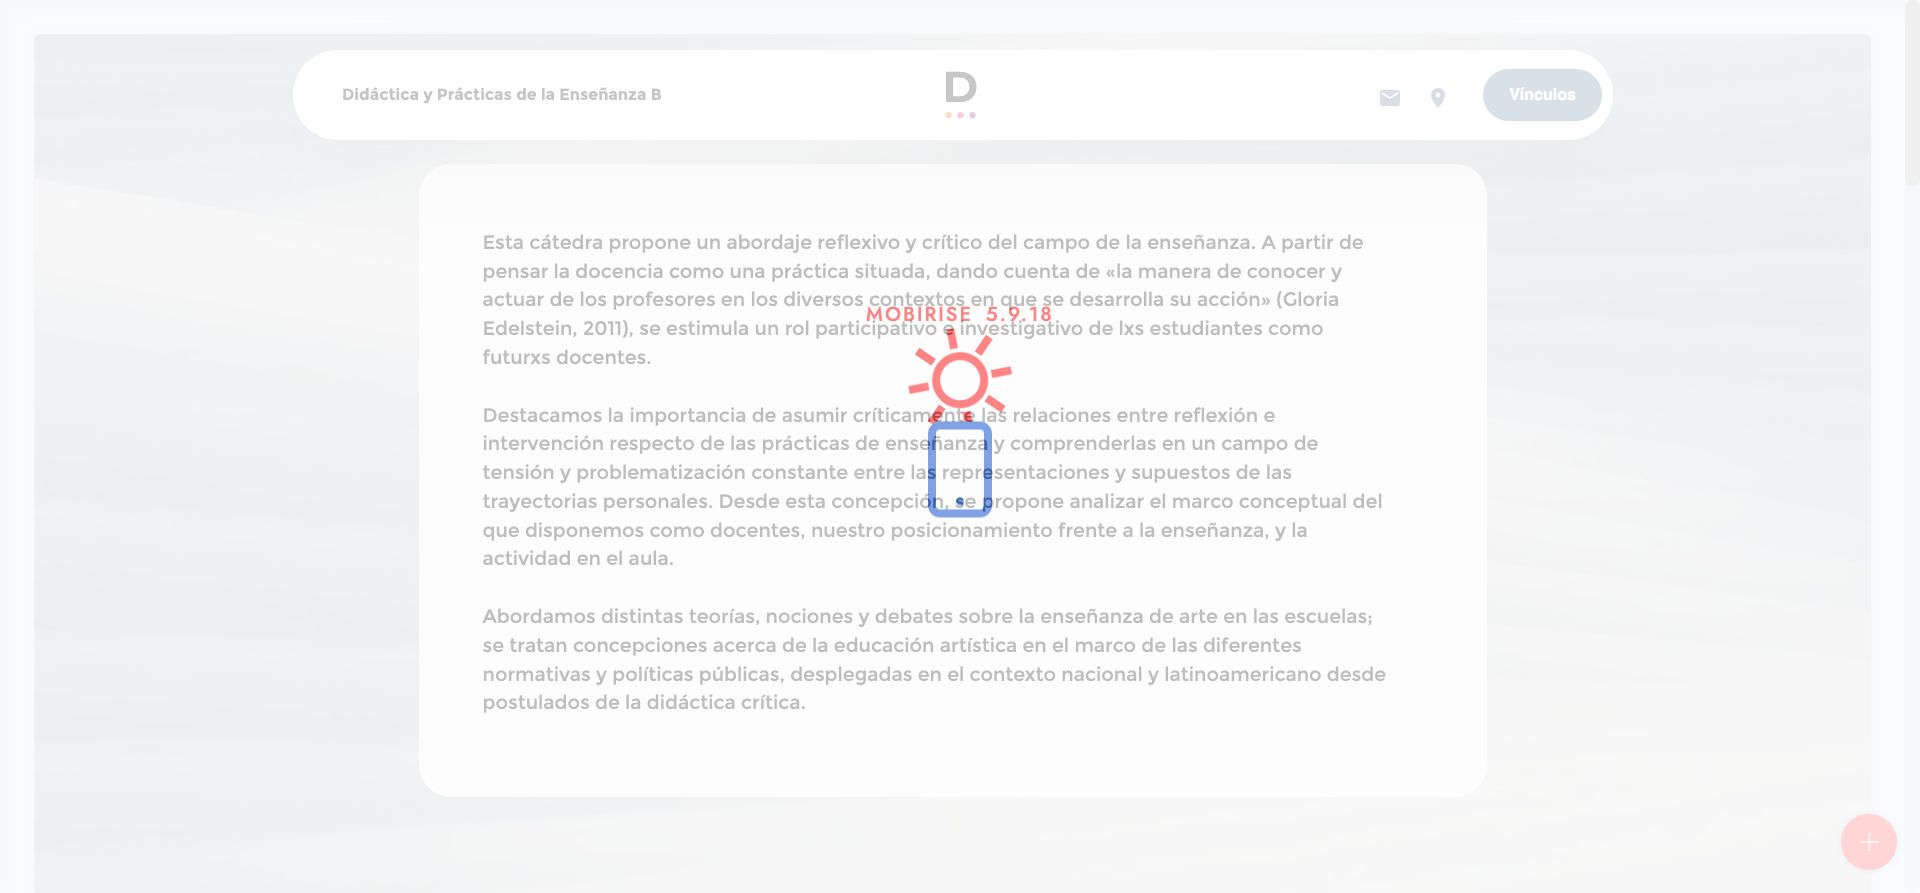 Didáctica y Prácticas de la Enseñanza B
D
Vínculos
Esta cátedra propone un abordaje reflexivo y crítico del campo de la enseñanza. A partir de
pensar la docencia como una práctica situada, dando cuenta de «la manera de conocer y
actuar de los profesores en los diversos contextos en que se desarrolla su acción» (Gloria
MOBIRISE 5.9.18
Edelstein, 2011), se estimula un rol participativo e investigativo de lxs estudiantes como
futurxs docentes.
Destacamos la importancia de asumir críticamente las relaciones entre reflexión e
intervención respecto de las prácticas de enseñanza y comprenderlas en un campo de
tensión y problematización constante entre las representaciones y supuestos de las
trayectorias personales. Desde esta concepción, se propone analizar el marco conceptual del
que disponemos como docentes, nuestro posicionamiento frente a la enseñanza, y la
actividad en el aula.
Abordamos distintas teorías, nociones y debates sobre la enseñanza de arte en las escuelas;
se tratan concepciones acerca de la educación artística en el marco de las diferentes
normativas y políticas públicas, desplegadas en el contexto nacional y latinoamericano desde
postulados de la didáctica crítica.